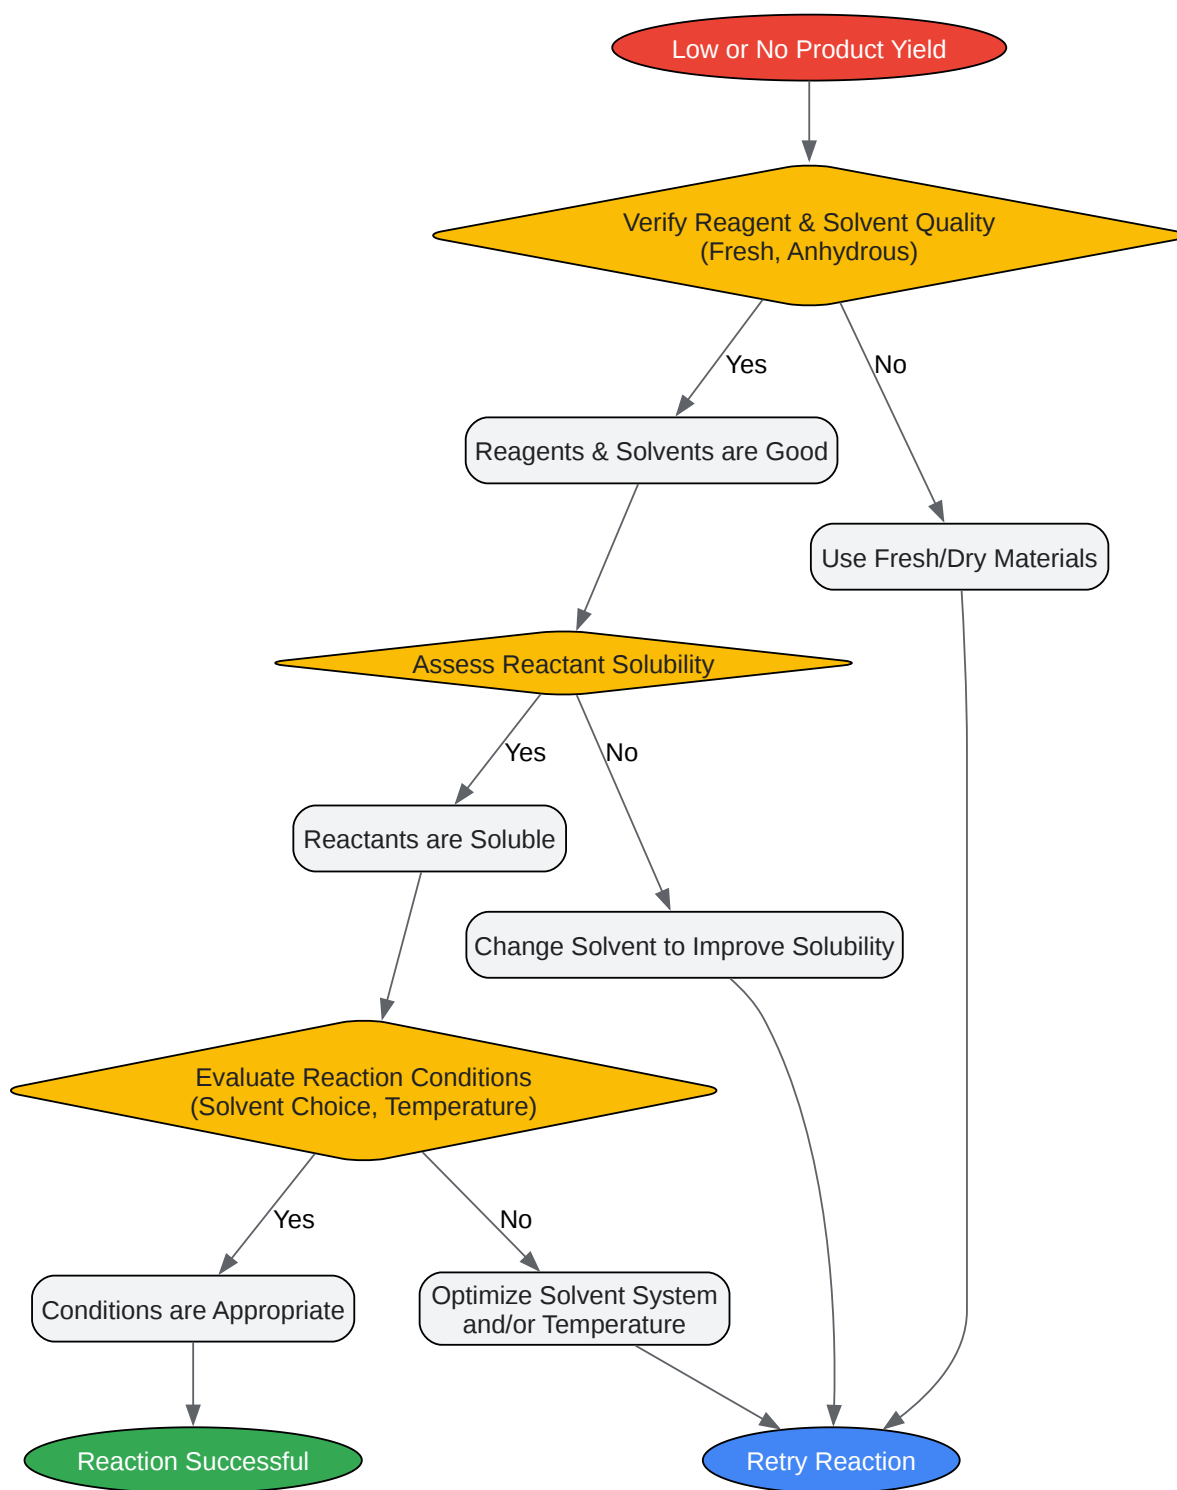 Low or No Product Yield
Verify Reagent & Solvent Quality
(Fresh, Anhydrous)
Yes
No
Reagents & Solvents are Good
Use Fresh/Dry Materials
Assess Reactant Solubility
Yes
No
Reactants are Soluble
Change Solvent to Improve Solubility
Evaluate Reaction Conditions
(Solvent Choice, Temperature)
Yes
No
Conditions are Appropriate
Optimize Solvent System
and/or Temperature
Reaction Successful
Retry Reaction